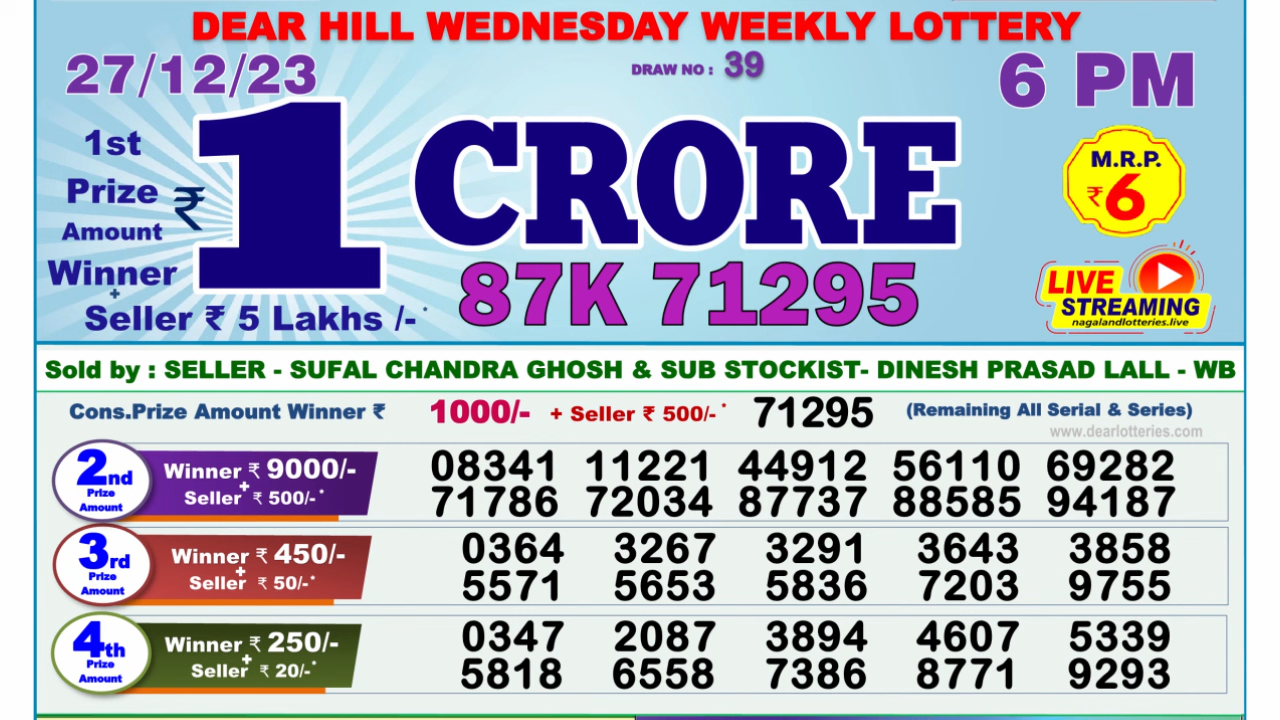 DEAR HILL WEDNESDAY WEEKLY LOTTERY
27/12/23
DRAW NO : 39
6 PM
1st
Prize
Amount
Winner
₹ 1 CRORE
M.R.P.
₹6
87K 71295
+
Seller ₹ 5 Lakhs /-*
LIVE
STREAMING
nagalandlotteries.live
Sold by : SELLER - SUFAL CHANDRA GHOSH & SUB STOCKIST- DINESH PRASAD LALL - WB
Cons.Prize Amount Winner ₹ 1000/- + Seller ₹ 500/-* 71295 (Remaining All Serial & Series)
www.dearlotteries.com
2nd
Prize
Amount
Winner ₹ 9000/-
+
Seller ₹ 500/-*
08341 11221 44912 56110 69282
71786 72034 87737 88585 94187
3rd
Prize
Amount
Winner ₹ 450/-
+
Seller ₹ 50/-*
0364 3267 3291 3643 3858
5571 5653 5836 7203 9755
4th
Prize
Amount
Winner ₹ 250/-
+
Seller ₹ 20/-*
0347 2087 3894 4607 5339
5818 6558 7386 8771 9293